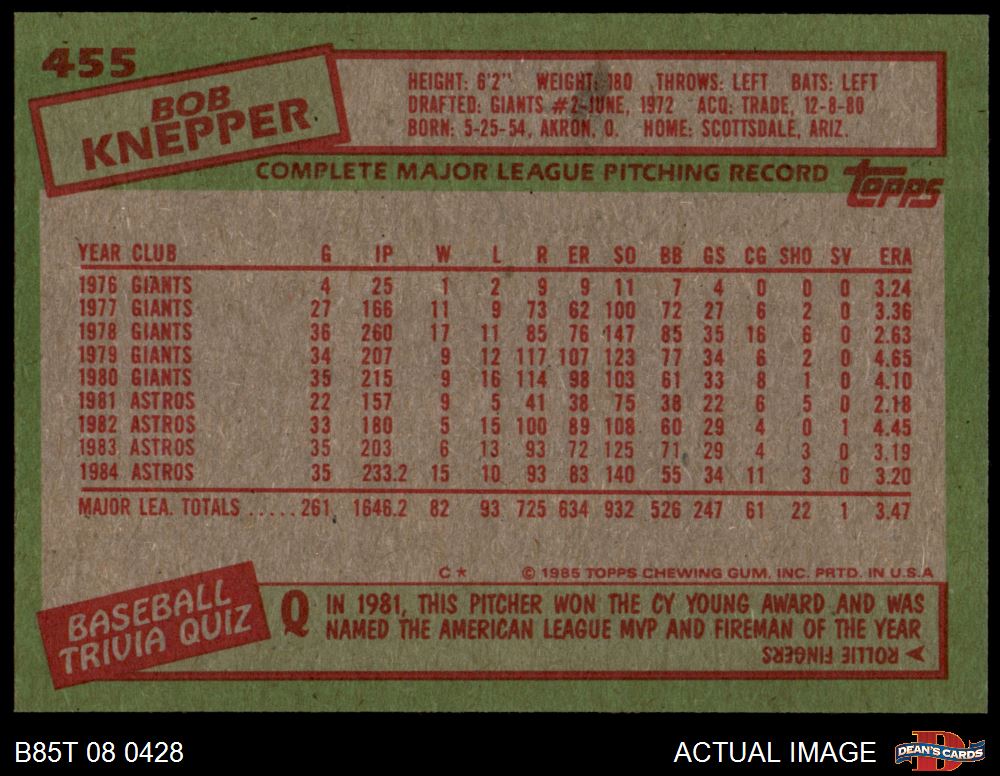 455
BOB
KNEPPER
HEIGHT: 6'2" WEIGHT: 180 THROWS: LEFT BATS: LEFT
DRAFTED: GIANTS #2-JUNE, 1972 ACQ: TRADE, 12-8-80
BORN: 5-25-54, AKRON, O. HOME: SCOTTSDALE, ARIZ.
COMPLETE MAJOR LEAGUE PITCHING RECORD
topps
YEAR CLUB G IP W L R ER SO BB GS CG SHO SV ERA
1976 GIANTS 4 25 1 2 9 9 11 7 4 0 0 0 3.24
1977 GIANTS 27 166 11 9 73 62 100 72 27 6 2 0 3.36
1978 GIANTS 36 260 17 11 85 76 147 85 35 16 6 0 2.63
1979 GIANTS 34 207 9 12 117 107 123 77 34 6 2 0 4.65
1980 GIANTS 35 215 9 16 114 98 103 61 33 8 1 0 4.10
1981 ASTROS 22 157 9 5 41 38 75 38 22 6 5 0 2.18
1982 ASTROS 33 180 5 15 100 89 108 60 29 4 0 1 4.45
1983 ASTROS 35 203 6 13 93 72 125 71 29 4 3 0 3.19
1984 ASTROS 35 233.2 15 10 93 83 140 55 34 11 3 0 3.20
MAJOR LEA. TOTALS ..... 261 1646.2 82 93 725 634 932 526 247 61 22 1 3.47
C* © 1985 TOPPS CHEWING GUM, INC. PRTD. IN U.S.A
BASEBALL
TRIVIA QUIZ
Q IN 1981, THIS PITCHER WON THE CY YOUNG AWARD AND WAS
NAMED THE AMERICAN LEAGUE MVP AND FIREMAN OF THE YEAR
A ROLLIE FINGERS
B85T 08 0428
ACTUAL IMAGE
DEAN'S CARDS